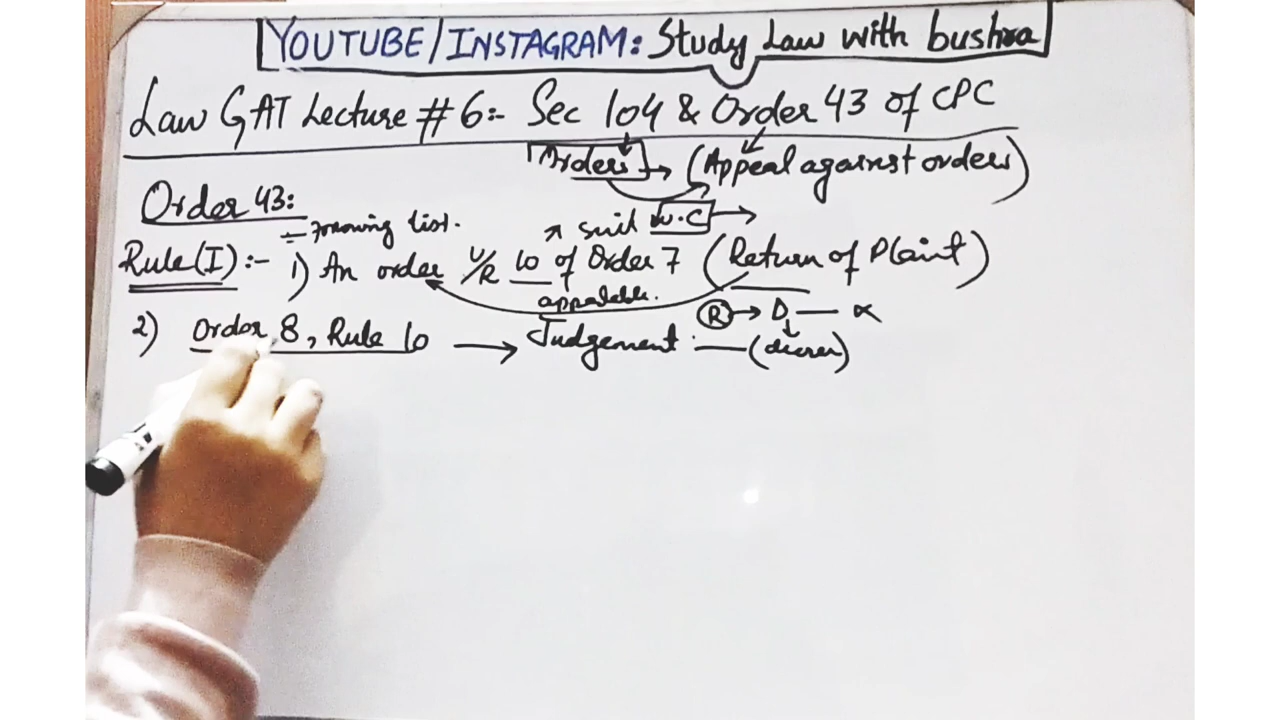 YOUTUBE/INSTAGRAM: Study Law with bushra
Law GAT Lecture # 6:- Sec 104 & Order 43 of CPC
Orders → (Appeal against orders)
Order 43:
following list. suit w.c →
Rule(I):- 1) An order U/R 10 of Order 7 (Return of Plaint)
appealable.
R → D —
2) Order 8, Rule 10 → Judgement — (decree)